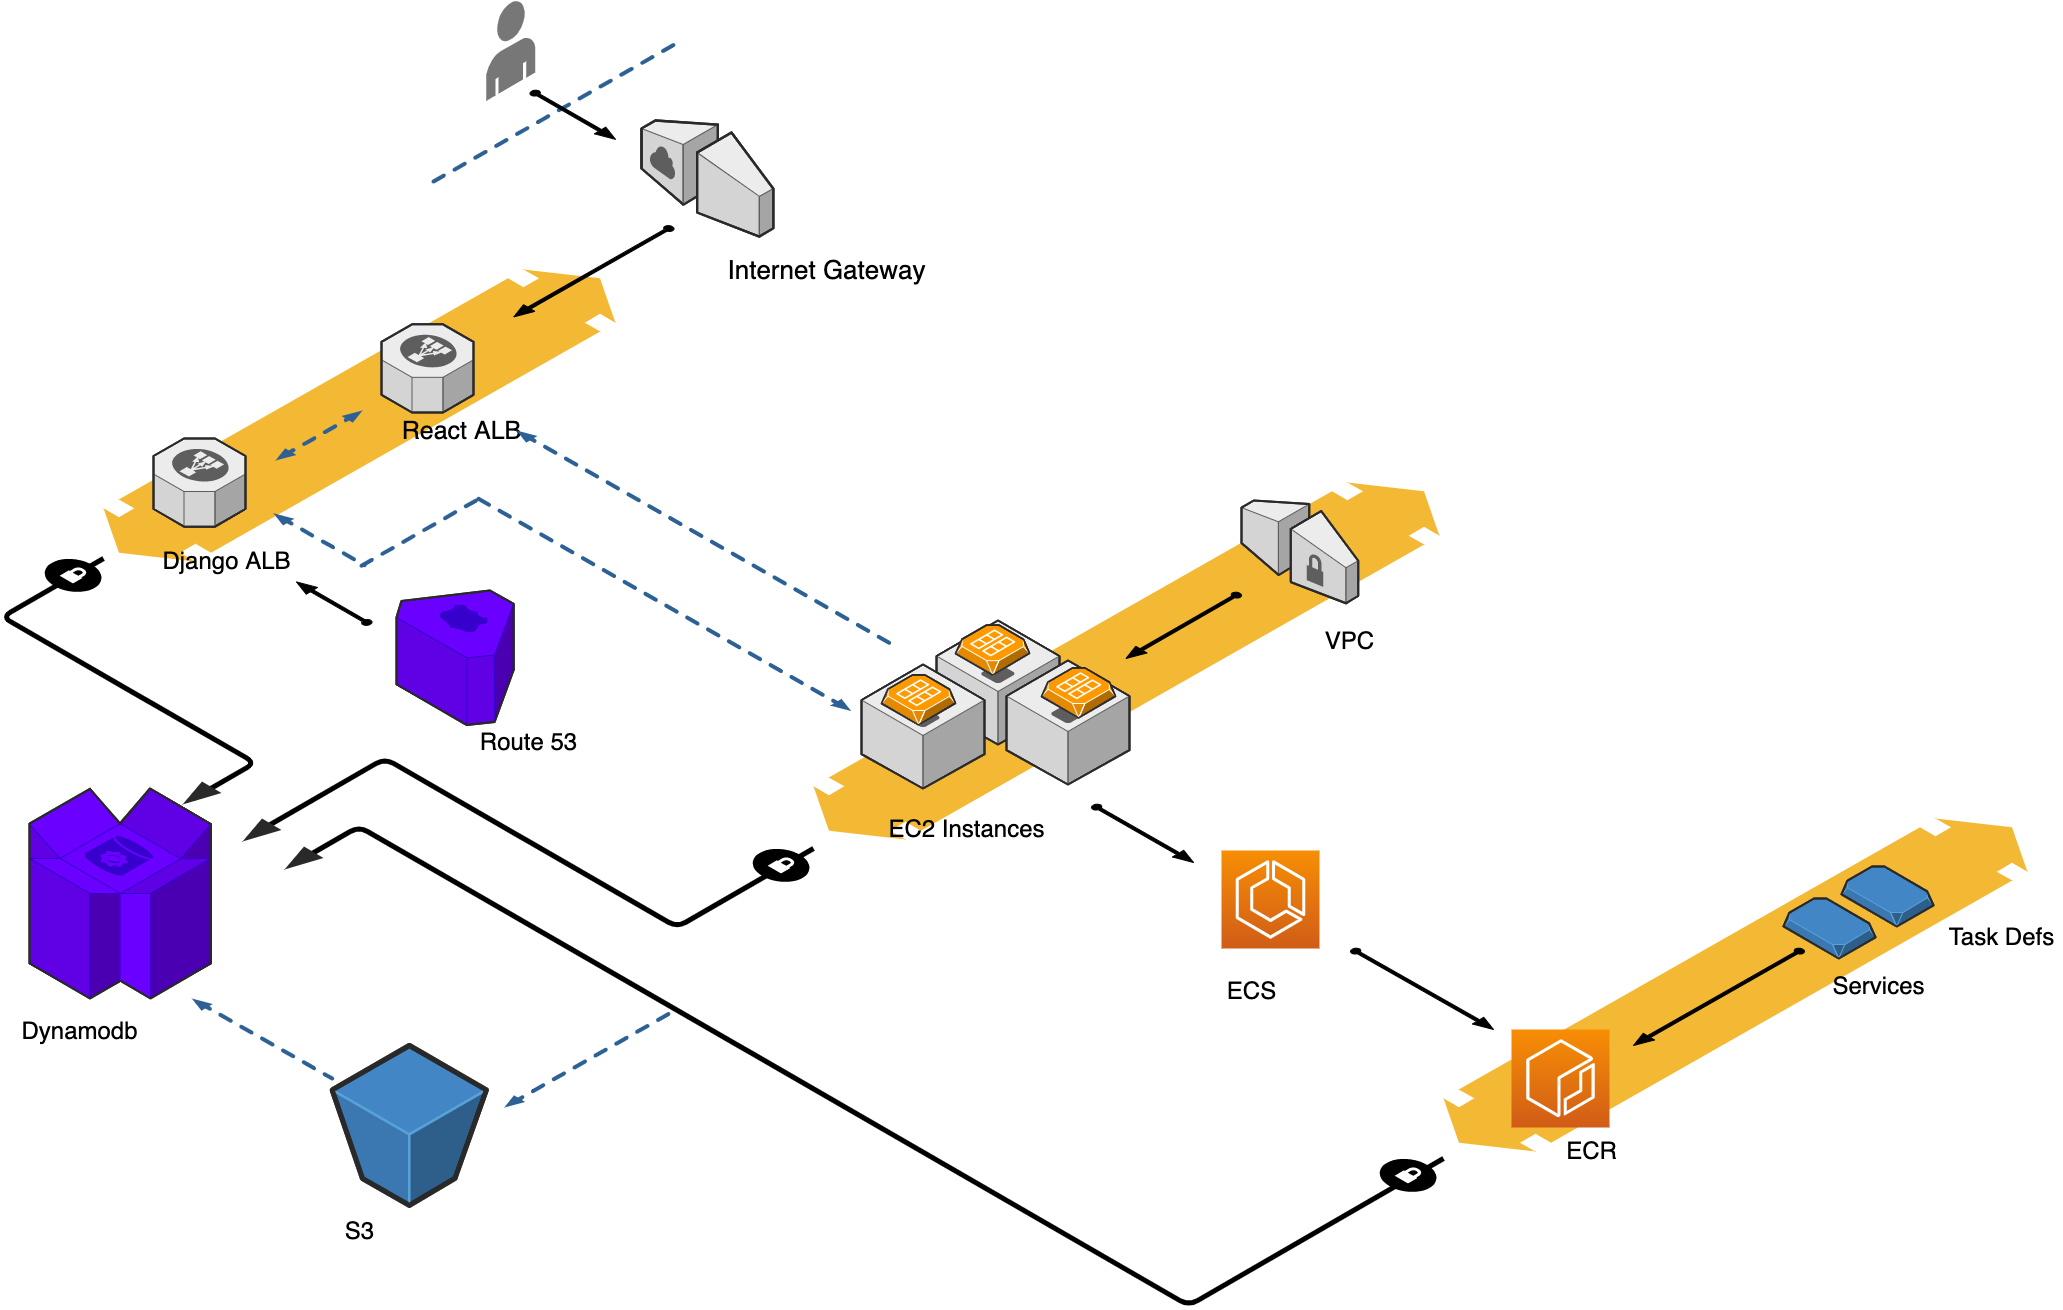 Internet Gateway
React ALB
Django ALB
VPC
Route 53
EC2 Instances
Task Defs
Services
ECS
Dynamodb
ECR
S3